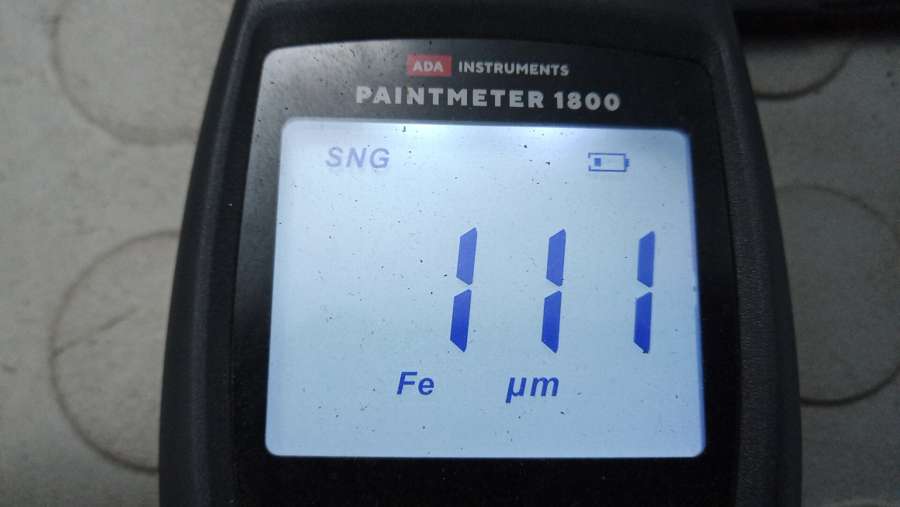 ADA INSTRUMENTS
PAINTMETER 1800
SNG
111
Fe µm